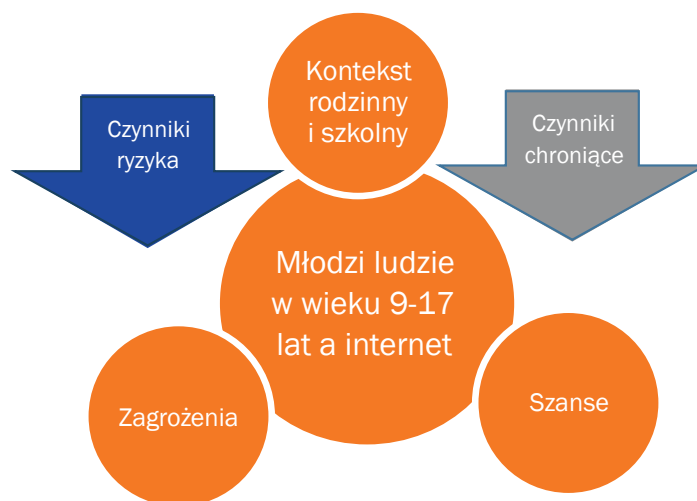 Kontekst
rodzinny
i szkolny
Czynniki
ryzyka
Czynniki
chroniące
Młodzi ludzie
w wieku 9-17
lat a internet
Zagrożenia
Szanse